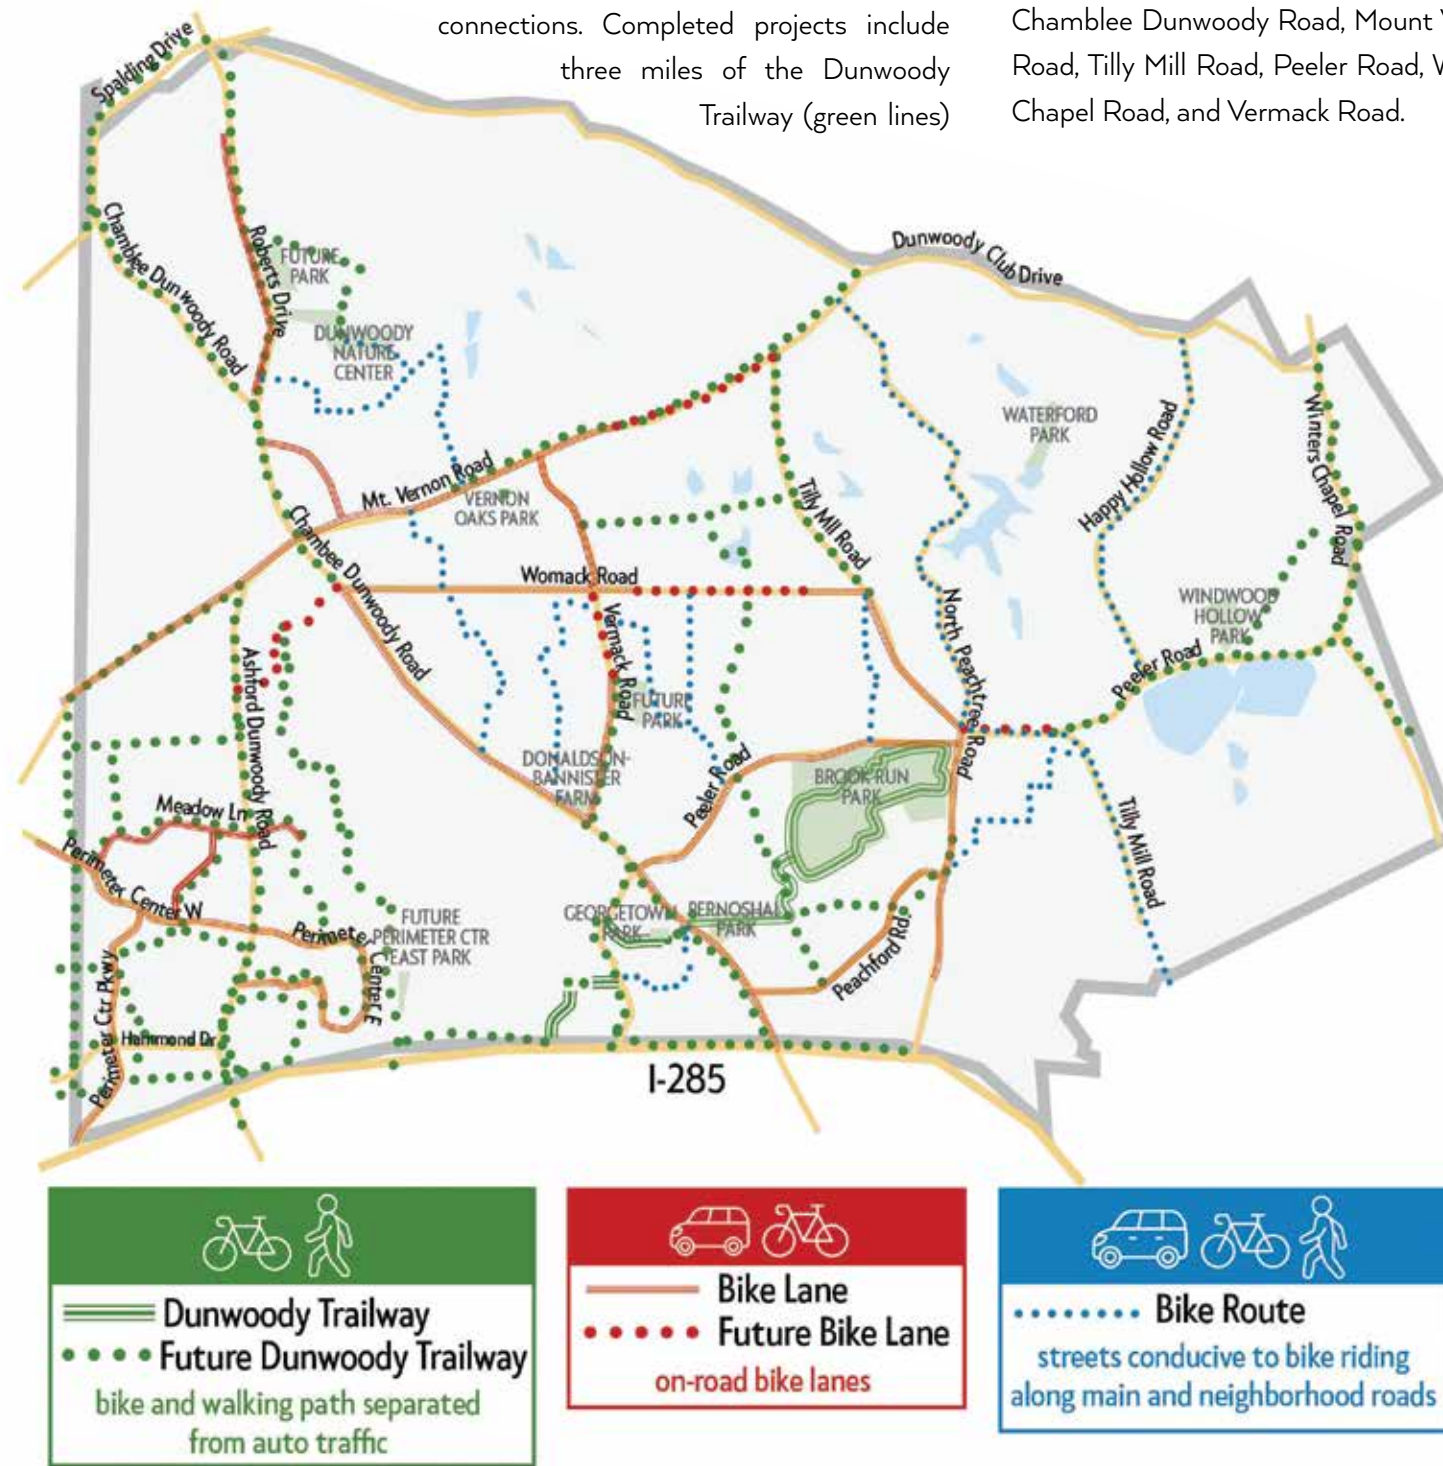 connections. Completed projects include
three miles of the Dunwoody
Trailway (green lines)
Chamblee Dunwoody Road, Mount
Road, Tilly Mill Road, Peeler Road,
Chapel Road, and Vermack Road.
Spalding Drive
Chamblee Dunwoody Road
Roberts Drive
FUTURE
PARK
DUNWOODY
NATURE
CENTER
Dunwoody Club Drive
WATERFORD
PARK
Happy Hollow Road
Winters Chapel Road
Mt. Vernon Road
VERNON
OAKS PARK
Tilly Mill Road
Chambee Dunwoody Road
Womack Road
Vermack Road
North Peachtree Road
WINDWOOD
HOLLOW
PARK
Peeler Road
Ashford Dunwoody Road
FUTURE
PARK
DONALDSON-
BANNISTER
FARM
Peeler Road
BROOK RUN
PARK
Tilly Mill Road
Meadow Ln
Perimeter Center W
Perimeter Center E
FUTURE
PERIMETER CTR
EAST PARK
GEORGETOWN
PARK
PERNOSHAL
PARK
Peachford Rd.
Perimeter Ctr Pkwy
Hammond Dr
I-285
Dunwoody Trailway
Future Dunwoody Trailway
bike and walking path separated
from auto traffic
Bike Lane
Future Bike Lane
on-road bike lanes
Bike Route
streets conducive to bike riding
along main and neighborhood roads